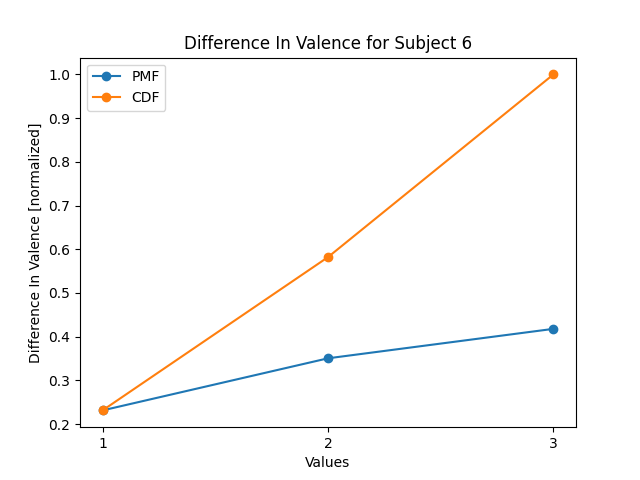 Difference In Valence for Subject 6
PMF
CDF
1.0
0.9
0.8
0.7
0.6
0.5
0.4
0.3
0.2
Difference In Valence [normalized]
1
2
3
Values